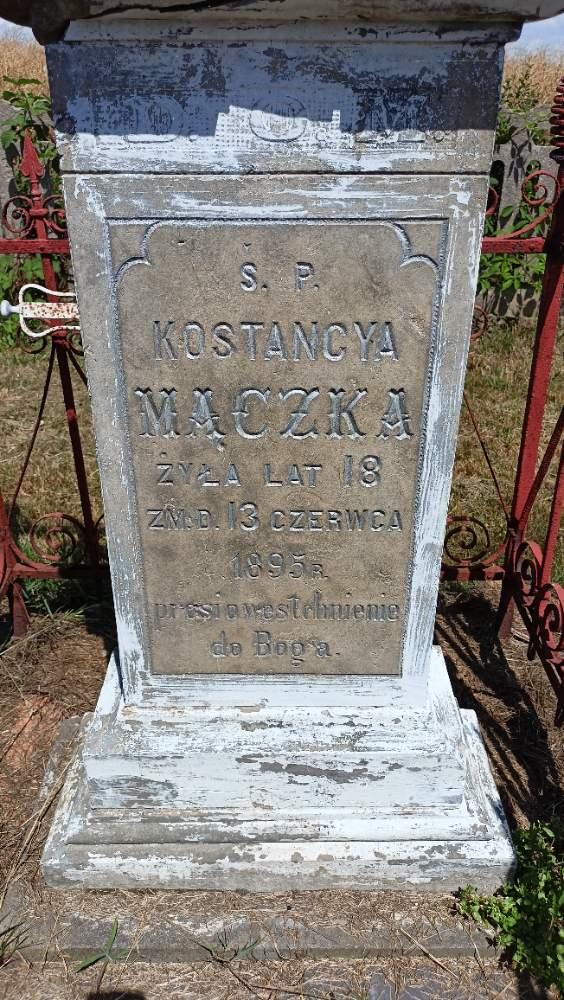 D. O. M.
Ś. P.
KOSTANCYA
MĄCZKA
ŻYŁA LAT 18
ZM. D. 13 CZERWCA
1895 R.
prosi o westchnienie
do Boga.